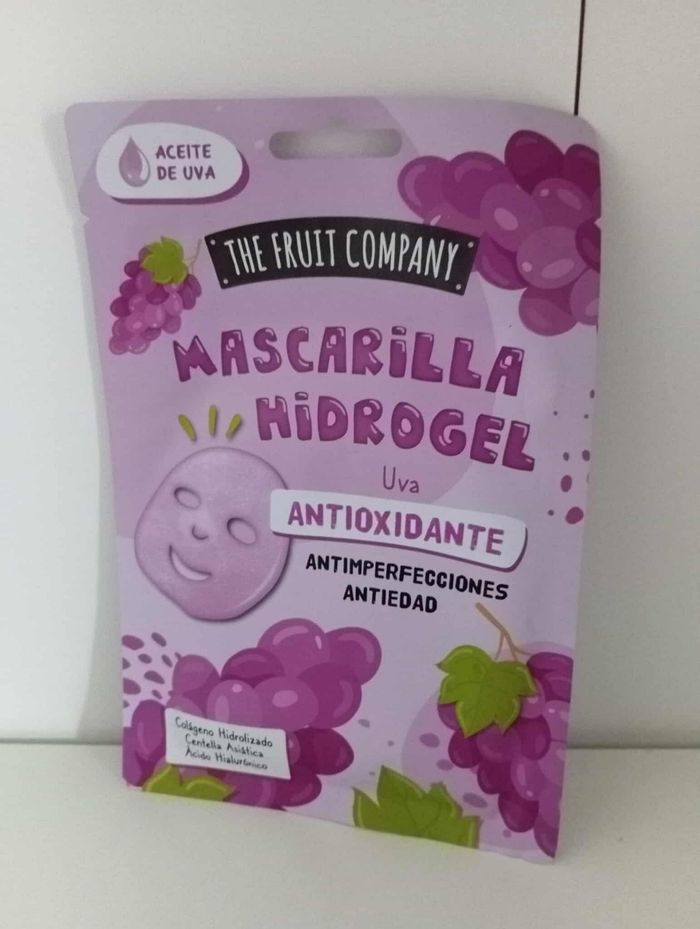 ACEITE
DE UVA
THE FRUIT COMPANY
MASCARiLLA
HiDROGEL
Uva
ANTIOXIDANTE
ANTIMPERFECCIONES
ANTIEDAD
Colágeno Hidrolizado
Centella Asiática
Ácido Hialurónico